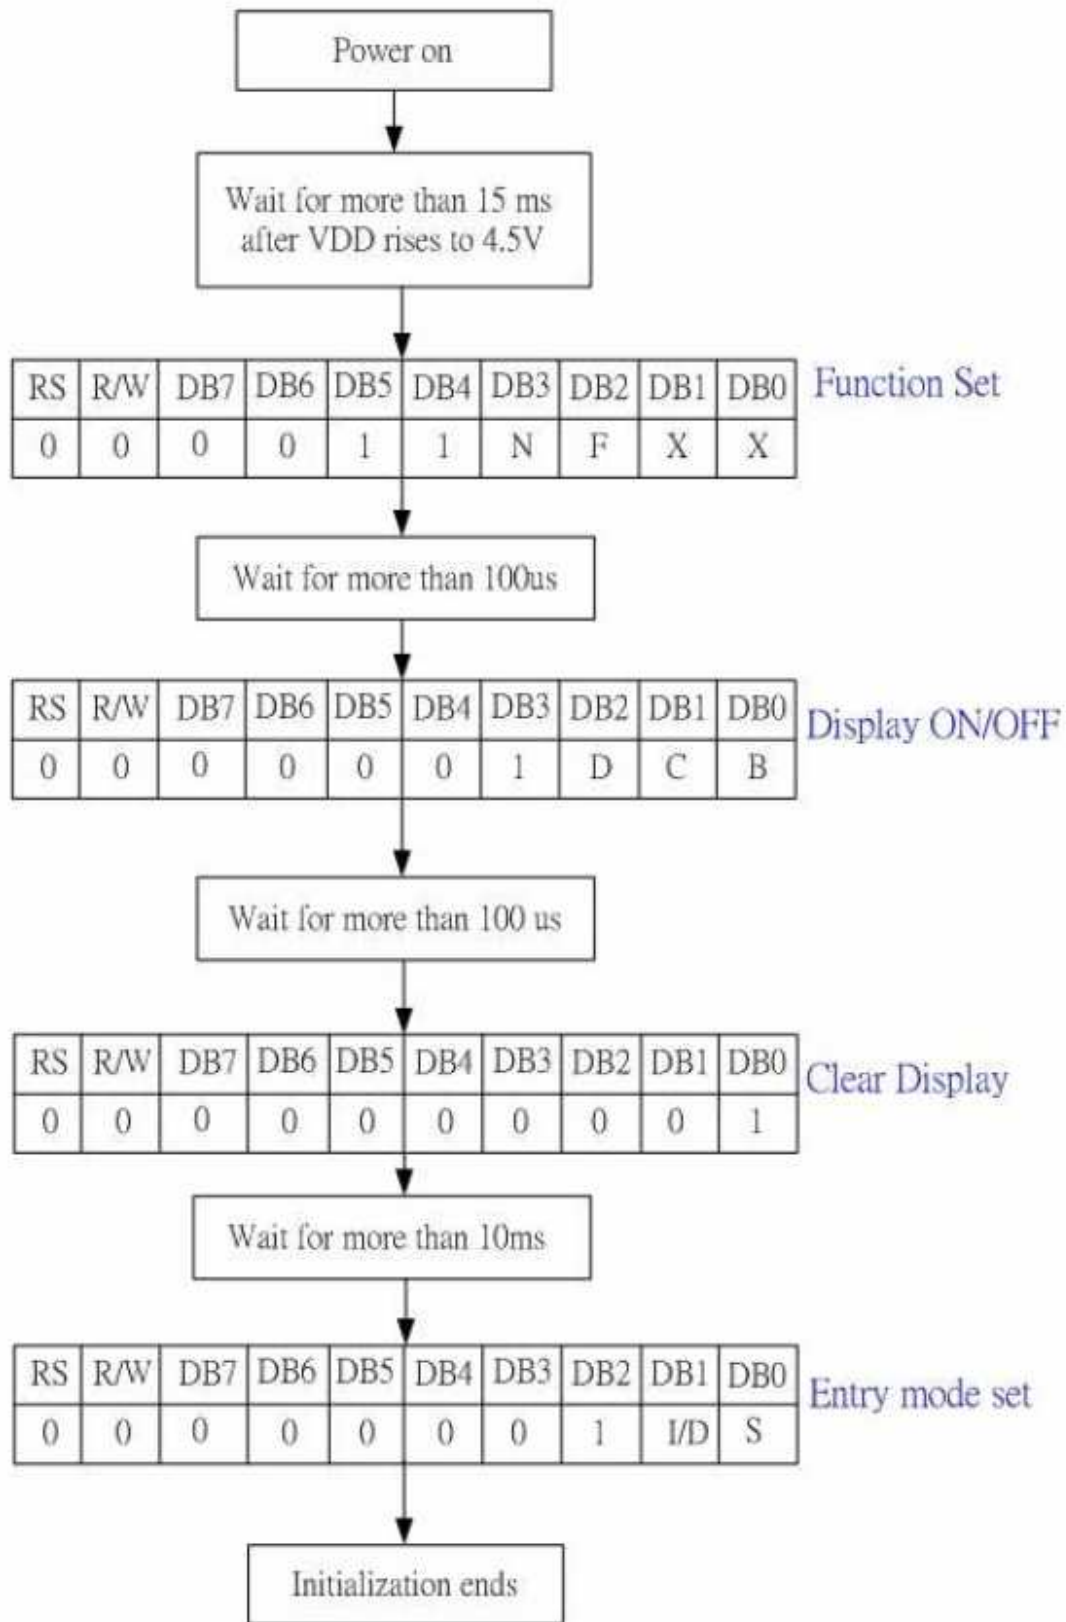 Power on
Wait for more than 15 ms
after VDD rises to 4.5V
RS R/W DB7 DB6 DB5 DB4 DB3 DB2 DB1 DB0 Function Set
0 0 0 0 1 1 N F X X
Wait for more than 100us
RS R/W DB7 DB6 DB5 DB4 DB3 DB2 DB1 DB0 Display ON/OFF
0 0 0 0 0 0 1 D C B
Wait for more than 100 us
RS R/W DB7 DB6 DB5 DB4 DB3 DB2 DB1 DB0 Clear Display
0 0 0 0 0 0 0 0 0 1
Wait for more than 10ms
RS R/W DB7 DB6 DB5 DB4 DB3 DB2 DB1 DB0 Entry mode set
0 0 0 0 0 0 0 1 I/D S
Initialization ends